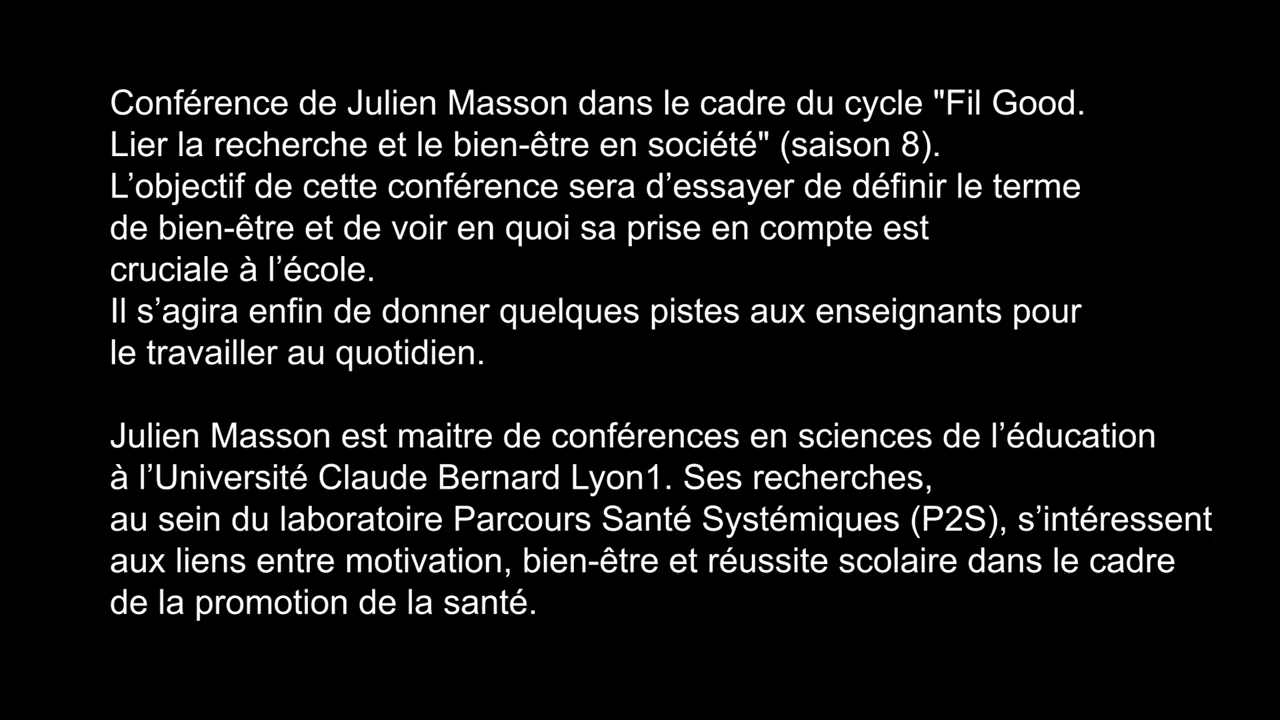 Conférence de Julien Masson dans le cadre du cycle "Fil Good.
Lier la recherche et le bien-être en société" (saison 8).
L’objectif de cette conférence sera d’essayer de définir le terme
de bien-être et de voir en quoi sa prise en compte est
cruciale à l’école.
Il s’agira enfin de donner quelques pistes aux enseignants pour
le travailler au quotidien.
Julien Masson est maitre de conférences en sciences de l’éducation
à l’Université Claude Bernard Lyon1. Ses recherches,
au sein du laboratoire Parcours Santé Systémiques (P2S), s’intéressent
aux liens entre motivation, bien-être et réussite scolaire dans le cadre
de la promotion de la santé.